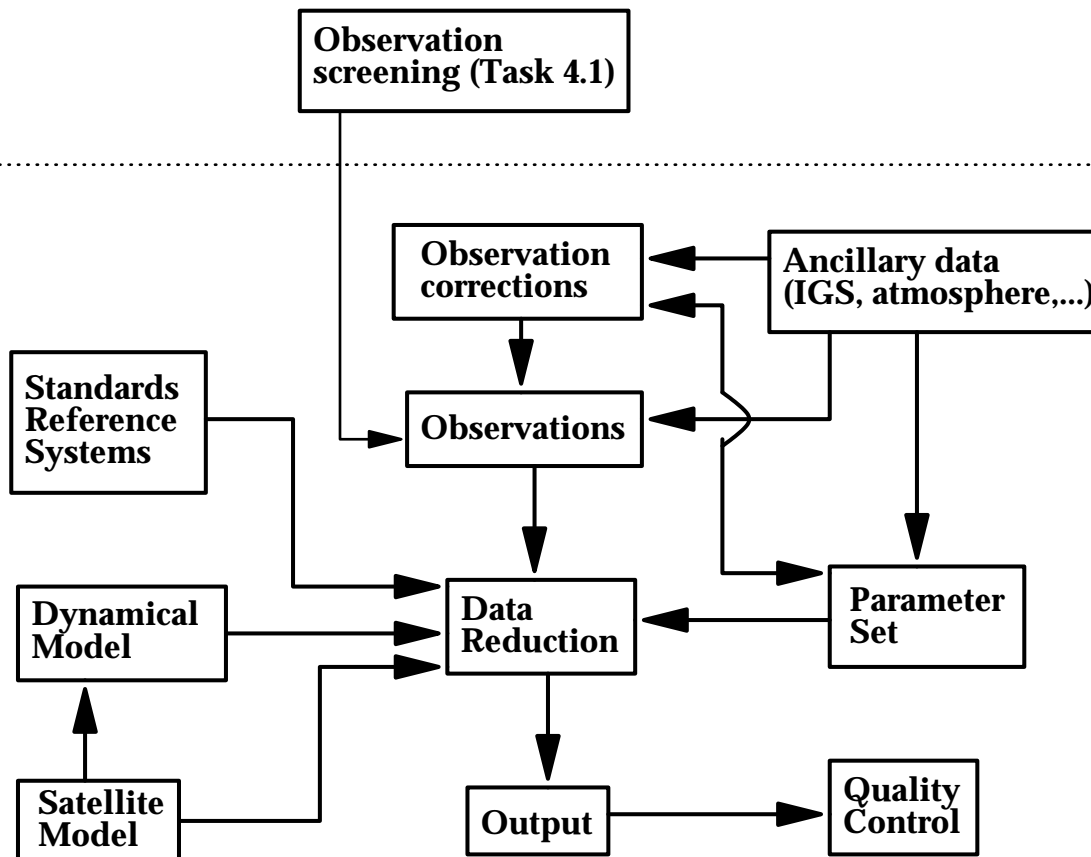 Observation
screening (Task 4.1)
Observation
corrections
Ancillary data
(IGS, atmosphere,...)
Standards
Reference
Systems
Observations
Dynamical
Model
Data
Reduction
Parameter
Set
Satellite
Model
Output
Quality
Control